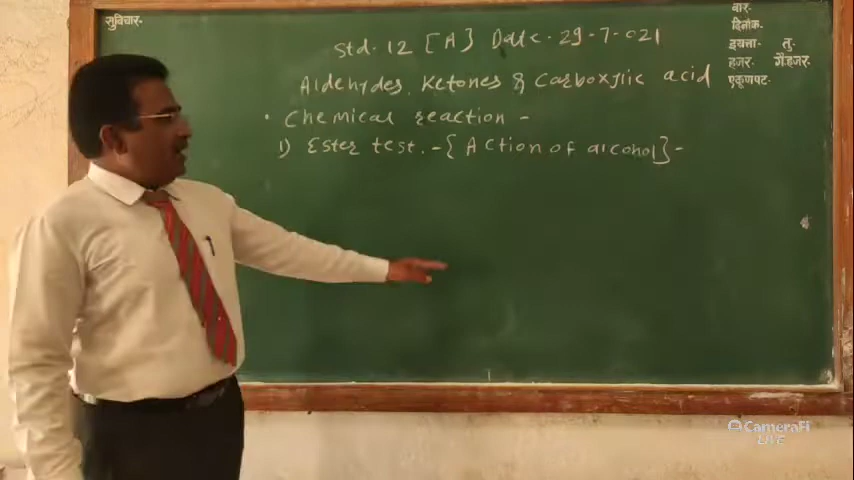 सुविचार-
Std. 12 [A] Date. 29-7-021
Aldehydes, Ketones & Carboxylic acid
• Chemical reaction -
1) Ester test. -{ Action of alcohol} -
वार-
दिनांक-
इयत्ता- तु.
हजर- गै.हजर-
एकूणपट-
CameraFi
LIVE